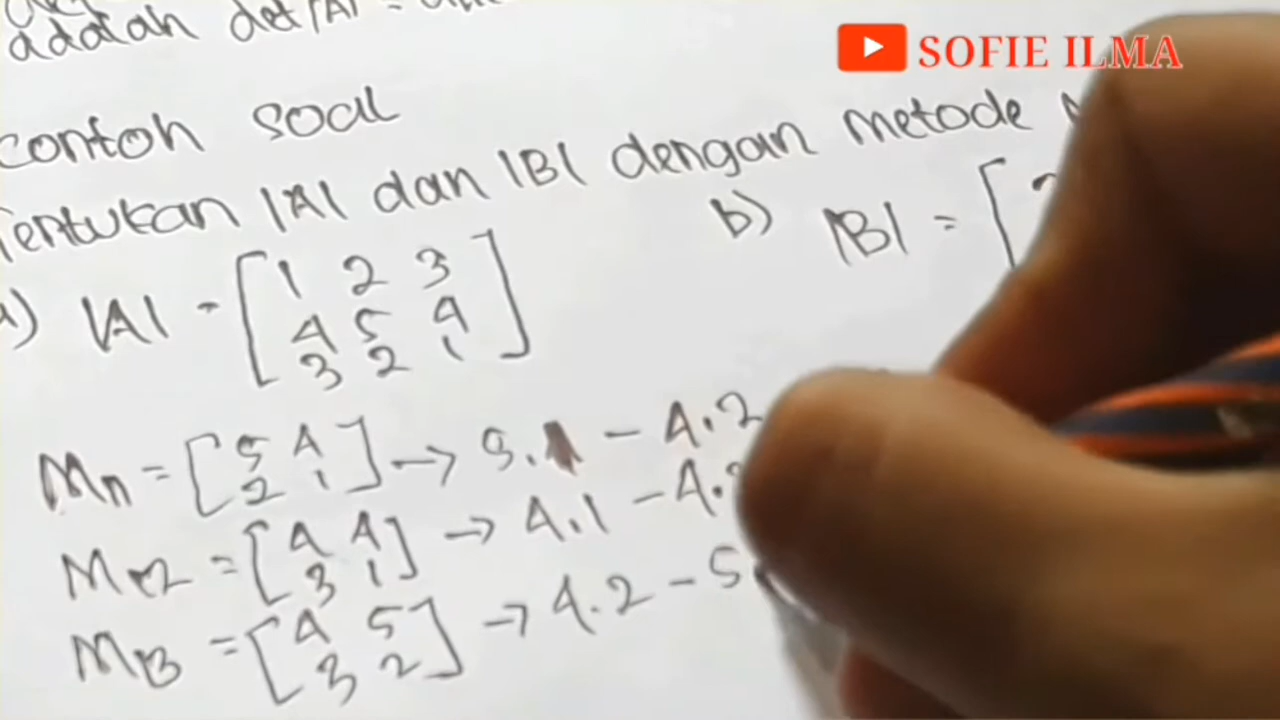 adalah det |A| =
SOFIE ILMA
contoh soal
Tentukan |A| dan |B| dengan metode
a) |A| = [1 2 3
4 5 4
3 2 1]
b) |B| = [
M11 = [5 4
2 1] → 5.1 - 4.2
M12 = [4 4
3 1] → 4.1 - 4.3
M13 = [4 5
3 2] → 4.2 - 5.